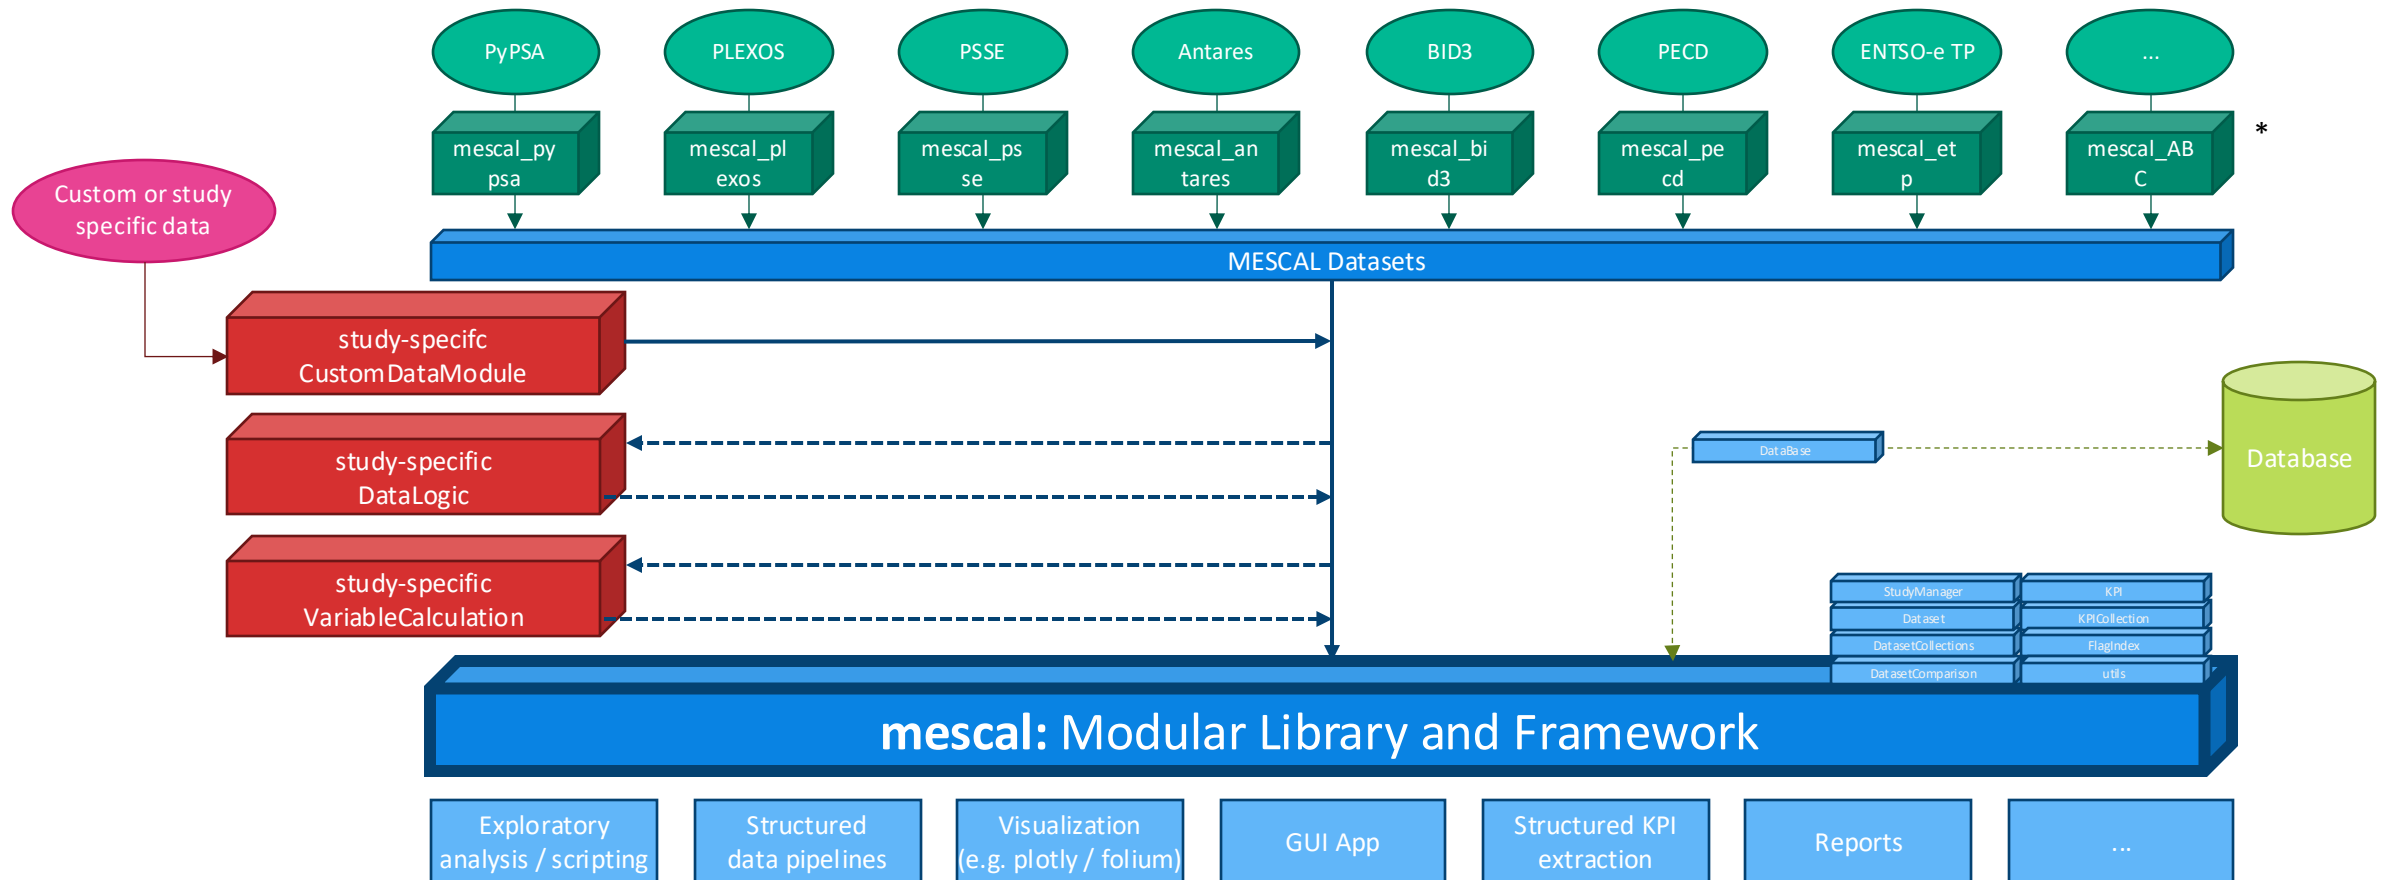 PyPSA
PLEXOS
PSSE
Antares
BID3
PECD
ENTSO-e TP
...
mescal_py
psa
mescal_pl
exos
mescal_ps
se
mescal_an
tares
mescal_bi
d3
mescal_pe
cd
mescal_et
p
mescal_AB
C
*
Custom or study
specific data
MESCAL Datasets
study-specifc
CustomDataModule
study-specific
DataLogic
study-specific
VariableCalculation
DataBase
Database
StudyManager
KPI
Dataset
KPICollection
DatasetCollections
FlagIndex
DatasetComparison
utils
mescal: Modular Library and Framework
Exploratory
analysis / scripting
Structured
data pipelines
Visualization
(e.g. plotly / folium)
GUI App
Structured KPI
extraction
Reports
...